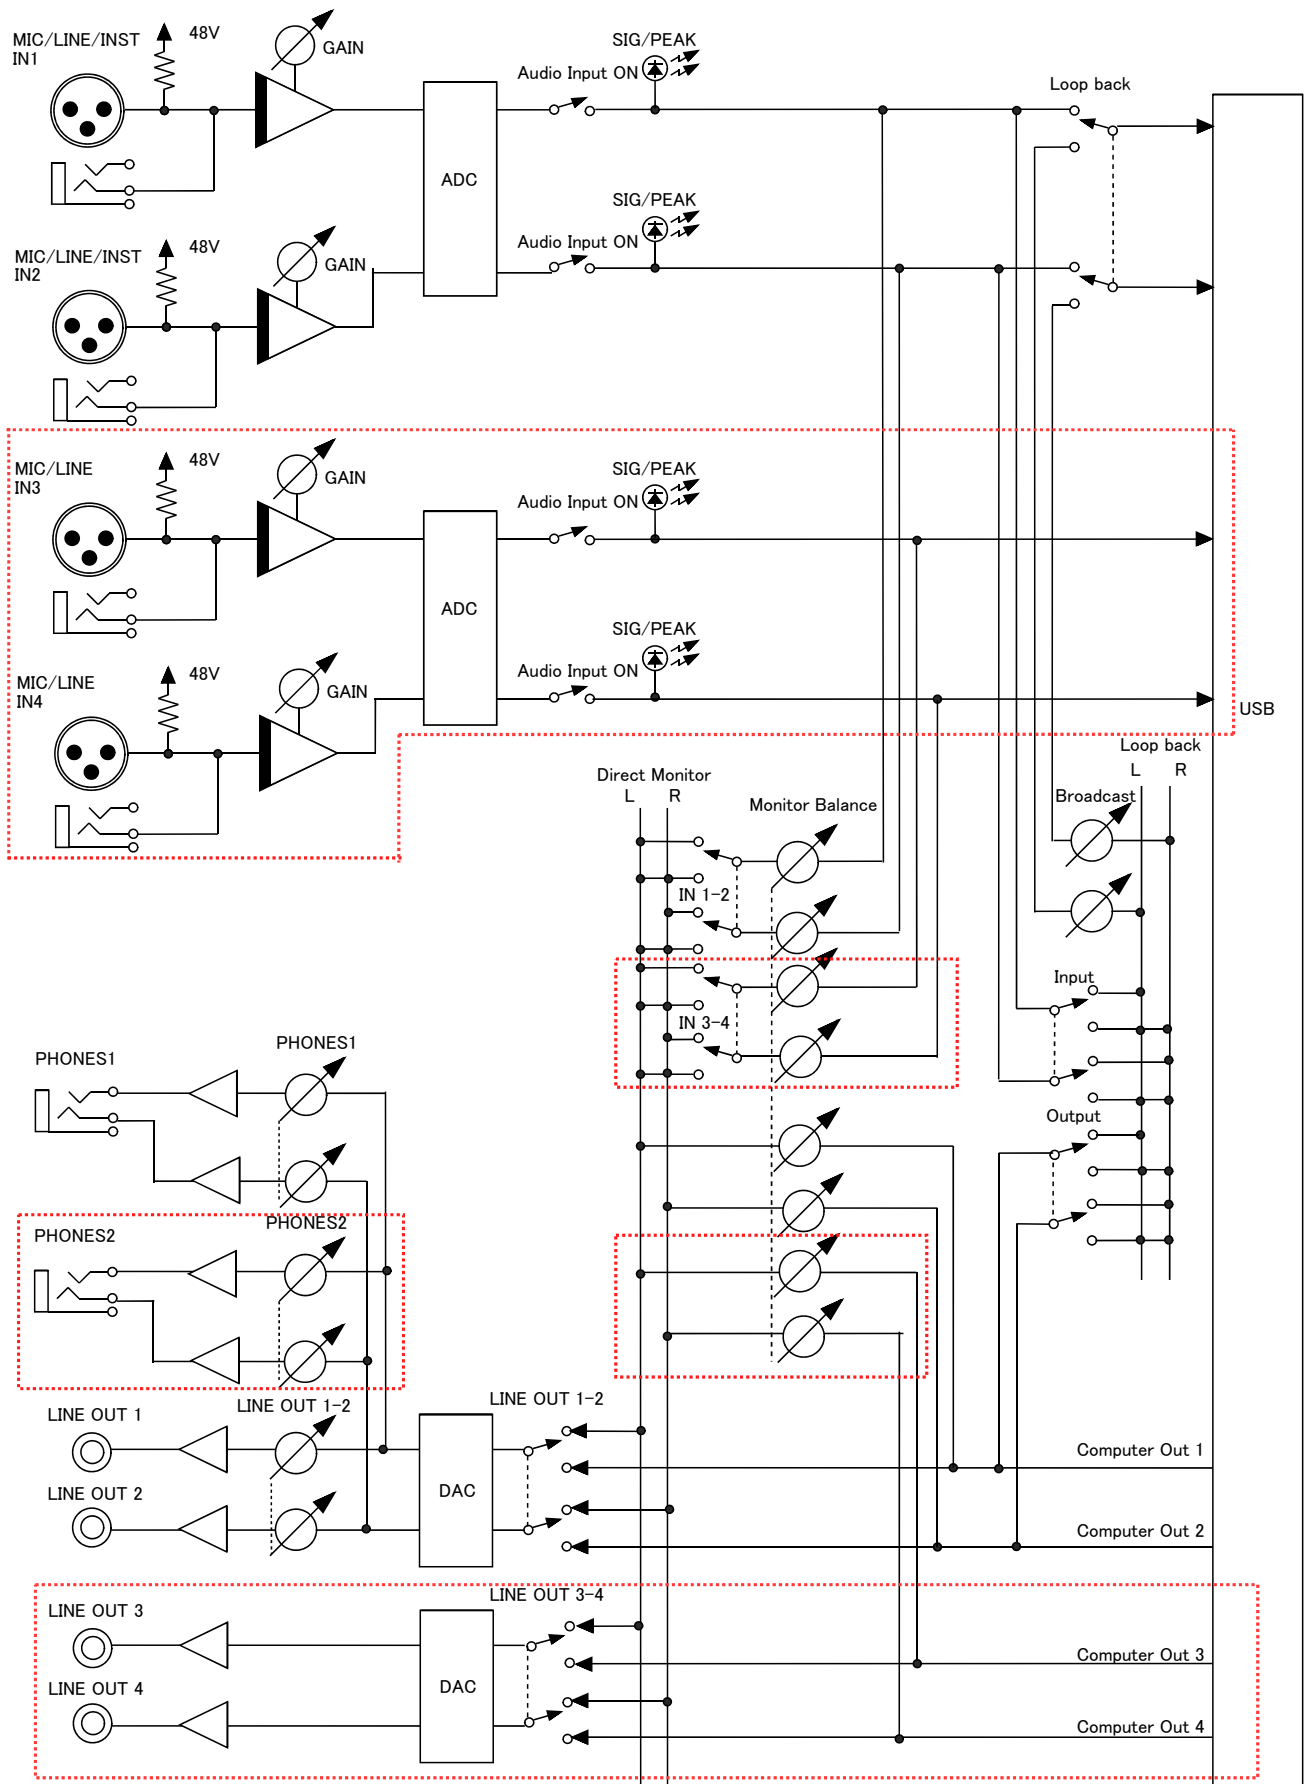 MIC/LINE/INST
IN1
48V
GAIN
SIG/PEAK
Audio Input ON
Loop back
ADC
SIG/PEAK
Audio Input ON
MIC/LINE/INST
IN2
48V
GAIN
MIC/LINE
IN3
48V
GAIN
SIG/PEAK
Audio Input ON
ADC
SIG/PEAK
Audio Input ON
MIC/LINE
IN4
48V
GAIN
USB
Loop back
L R
Direct Monitor
L R
Monitor Balance
Broadcast
IN 1-2
Input
IN 3-4
PHONES1
PHONES1
Output
PHONES2
PHONES2
LINE OUT 1
LINE OUT 1-2
LINE OUT 1-2
Computer Out 1
DAC
LINE OUT 2
Computer Out 2
LINE OUT 3-4
LINE OUT 3
Computer Out 3
DAC
LINE OUT 4
Computer Out 4